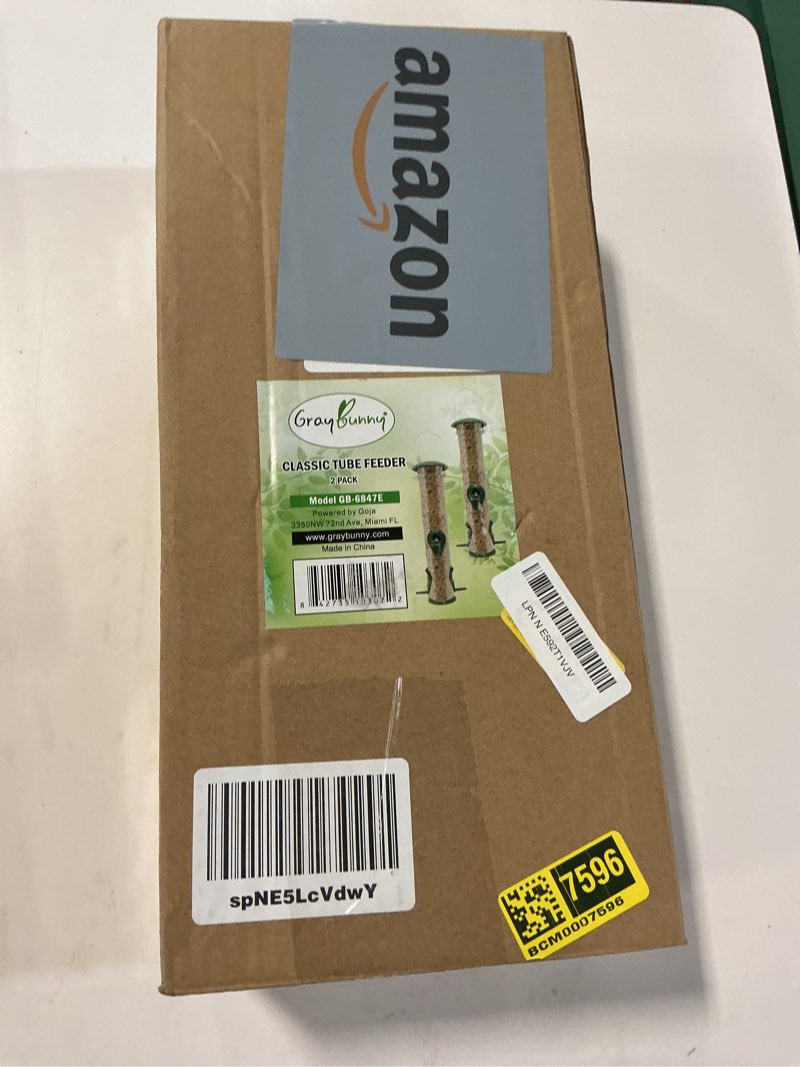 amazon
GrayBunny
CLASSIC TUBE FEEDER
2 PACK
Model GB-6847E
Powered by Goja
3350NW 72nd Ave, Miami FL
www.graybunny.com
Made in China
LPN N E592T1VJV
spNE5LcVdwY
7596
BCM0007596